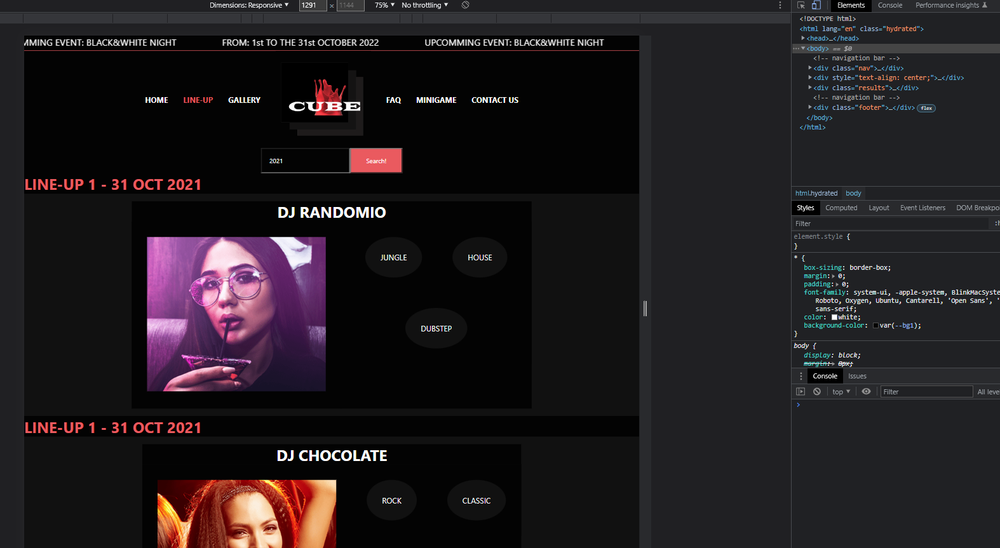 Dimensions: Responsive ▼ 1291 × 1144 75% ▼ No throttling ▼
Elements Console Performance insights
MMING EVENT: BLACK&WHITE NIGHT FROM: 1st TO THE 31st OCTOBER 2022 UPCOMMING EVENT: BLACK&WHITE NIGHT
HOME LINE-UP GALLERY CUBE FAQ MINIGAME CONTACT US
2021 Search!
LINE-UP 1 - 31 OCT 2021
DJ RANDOMIO
JUNGLE HOUSE
DUBSTEP
LINE-UP 1 - 31 OCT 2021
DJ CHOCOLATE
ROCK CLASSIC
<!DOCTYPE html>
<html lang="en" class="hydrated">
<head>…</head>
<body> == $0
<!-- navigation bar -->
<div class="nav">…</div>
<div style="text-align: center;">…</div>
<div class="results">…</div>
<!-- navigation bar -->
<div class="footer">…</div> flex
</body>
</html>
html.hydrated body
Styles Computed Layout Event Listeners DOM Breakpo
Filter :h
element.style {
}
* {
box-sizing: border-box;
margin: 0;
padding: 0;
font-family: system-ui, -apple-system, BlinkMacSyste
Roboto, Oxygen, Ubuntu, Cantarell, 'Open Sans', '
sans-serif;
color: white;
background-color: var(--bg1);
}
body {
display: block;
margin: 8px;
Console Issues
top ▼ Filter All leve